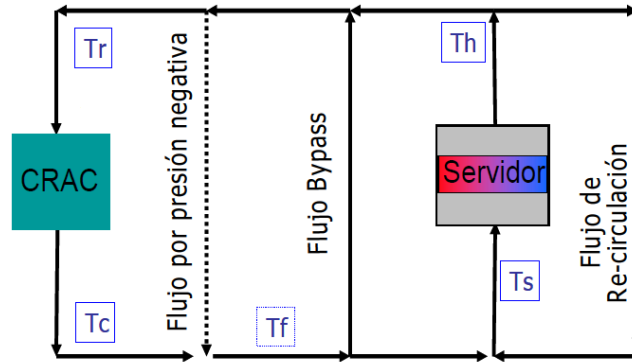 Tr
Th
CRAC
Flujo por presión negativa
Flujo Bypass
Servidor
Flujo de
Re-circulación
Tc
Tf
Ts